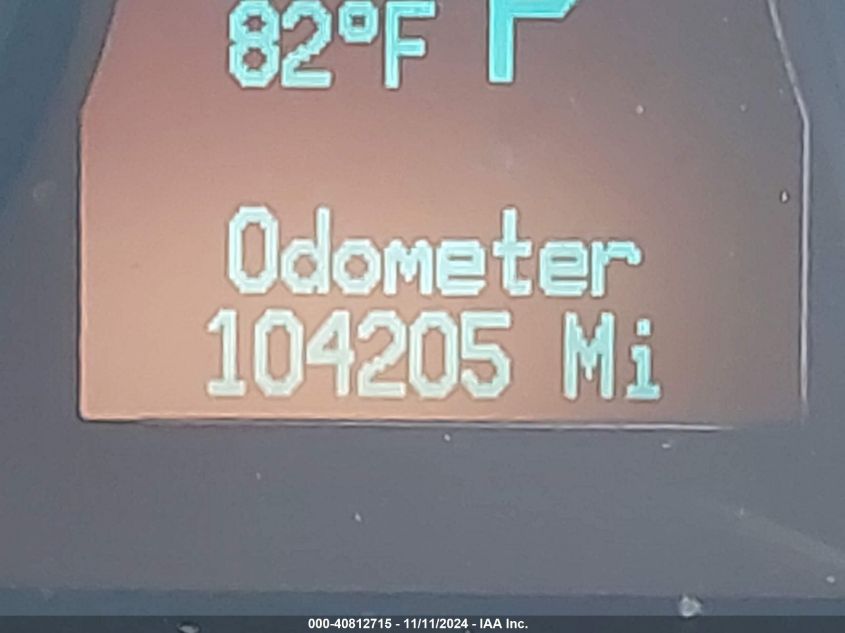 82°F P
Odometer
104205 Mi
000-40812715 - 11/11/2024 - IAA Inc.